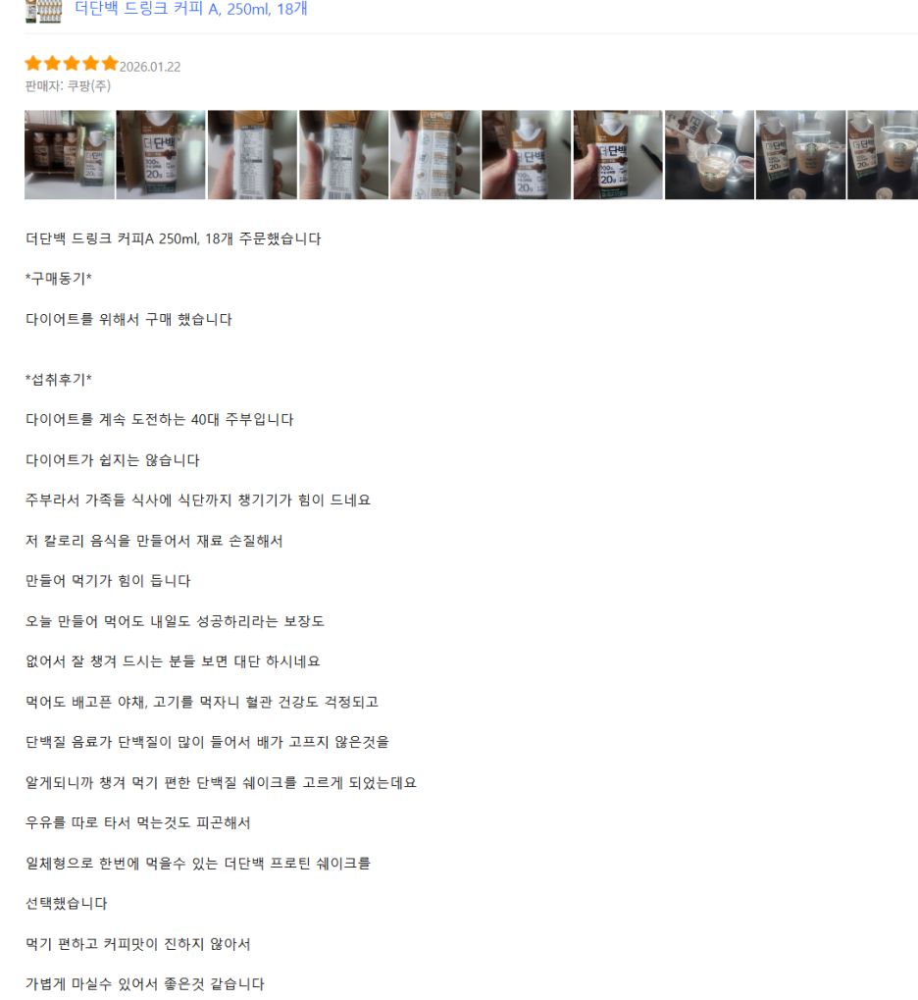 더단백 드링크 커피 A, 250ml, 18개
2026.01.22
판매자: 쿠팡(주)
더단백 드링크 커피A 250ml, 18개 주문했습니다
*구매동기*
다이어트를 위해서 구매 했습니다
*섭취후기*
다이어트를 계속 도전하는 40대 주부입니다
다이어트가 쉽지는 않습니다
주부라서 가족들 식사에 식단까지 챙기기가 힘이 드네요
저 칼로리 음식을 만들어서 재료 손질해서
만들어 먹기가 힘이 듭니다
오늘 만들어 먹어도 내일도 성공하리라는 보장도
없어서 잘 챙겨 드시는 분들 보면 대단 하시네요
먹어도 배고픈 야채, 고기를 먹자니 혈관 건강도 걱정되고
단백질 음료가 단백질이 많이 들어서 배가 고프지 않은것을
알게되니까 챙겨 먹기 편한 단백질 쉐이크를 고르게 되었는데요
우유를 따로 타서 먹는것도 피곤해서
일체형으로 한번에 먹을수 있는 더단백 프로틴 쉐이크를
선택했습니다
먹기 편하고 커피맛이 진하지 않아서
가볍게 마실수 있어서 좋은것 같습니다